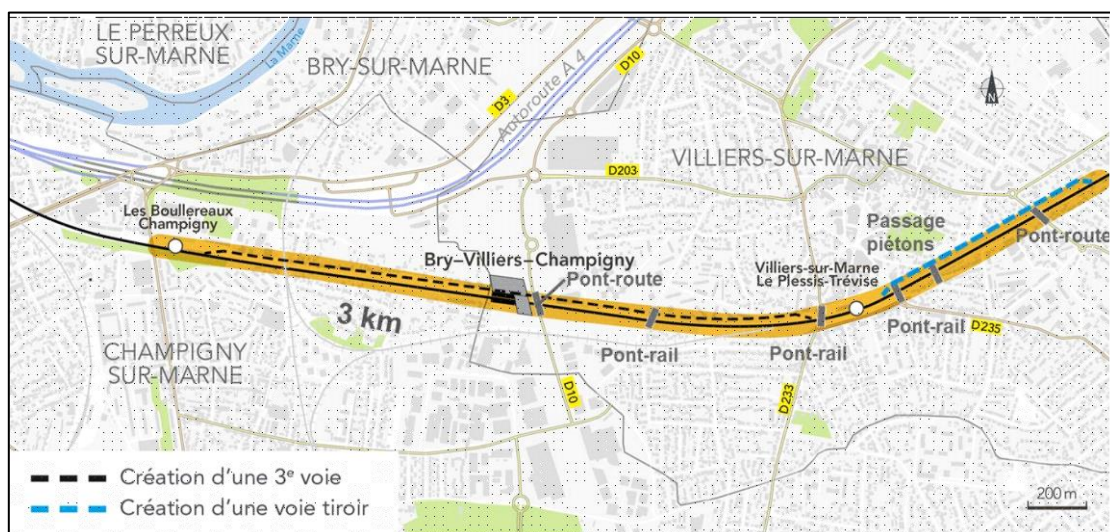 LE PERREUX
SUR-MARNE
La Marne
BRY-SUR-MARNE
D3
Autoroute A 4
D10
N
VILLIERS-SUR-MARNE
D203
Les Boullereaux
Champigny
Passage
piétons
Pont-route
Bry–Villiers–Champigny
Pont-route
Villiers-sur-Marne
Le Plessis-Trévise
3 km
Pont-rail
Pont-rail
Pont-rail
D235
CHAMPIGNY
SUR-MARNE
D10
D233
Création d'une 3e voie
Création d'une voie tiroir
200 m